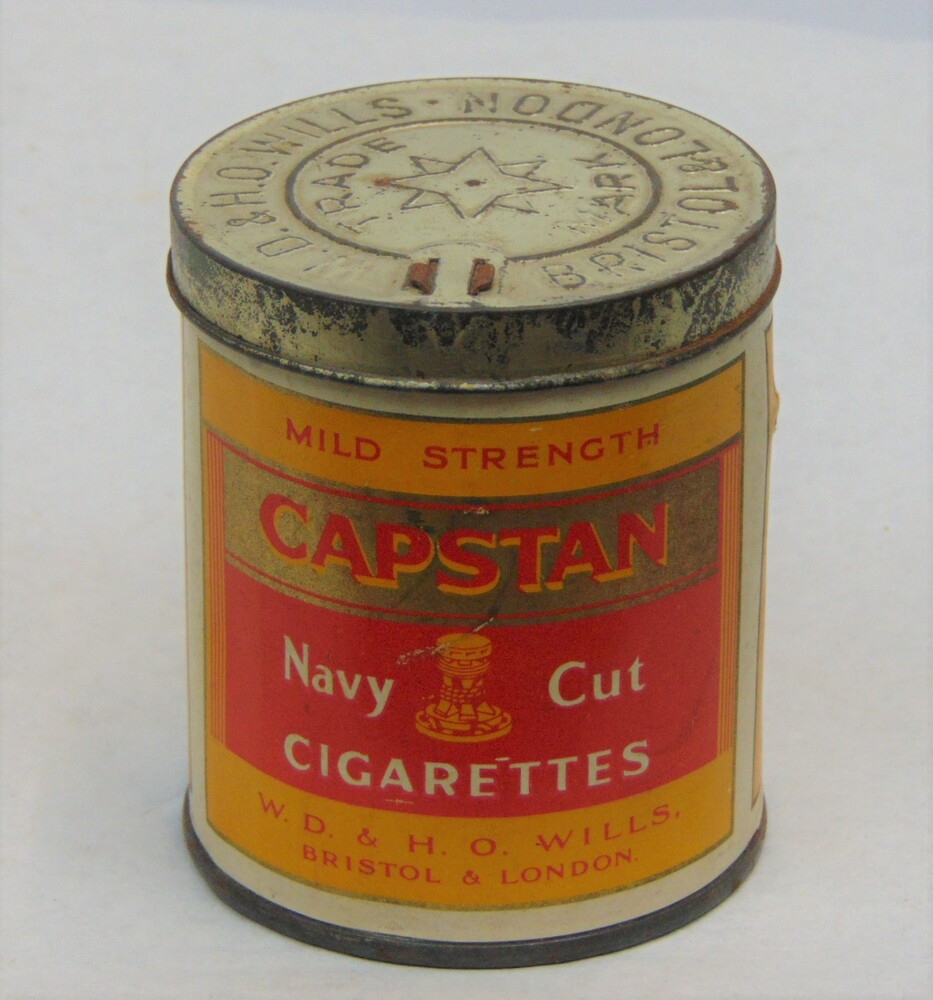 W.D. & H.O. WILLS · BRISTOL & LONDON
TRADE MARK
MILD STRENGTH
CAPSTAN
Navy Cut
CIGARETTES
W. D. & H. O. WILLS,
BRISTOL & LONDON.